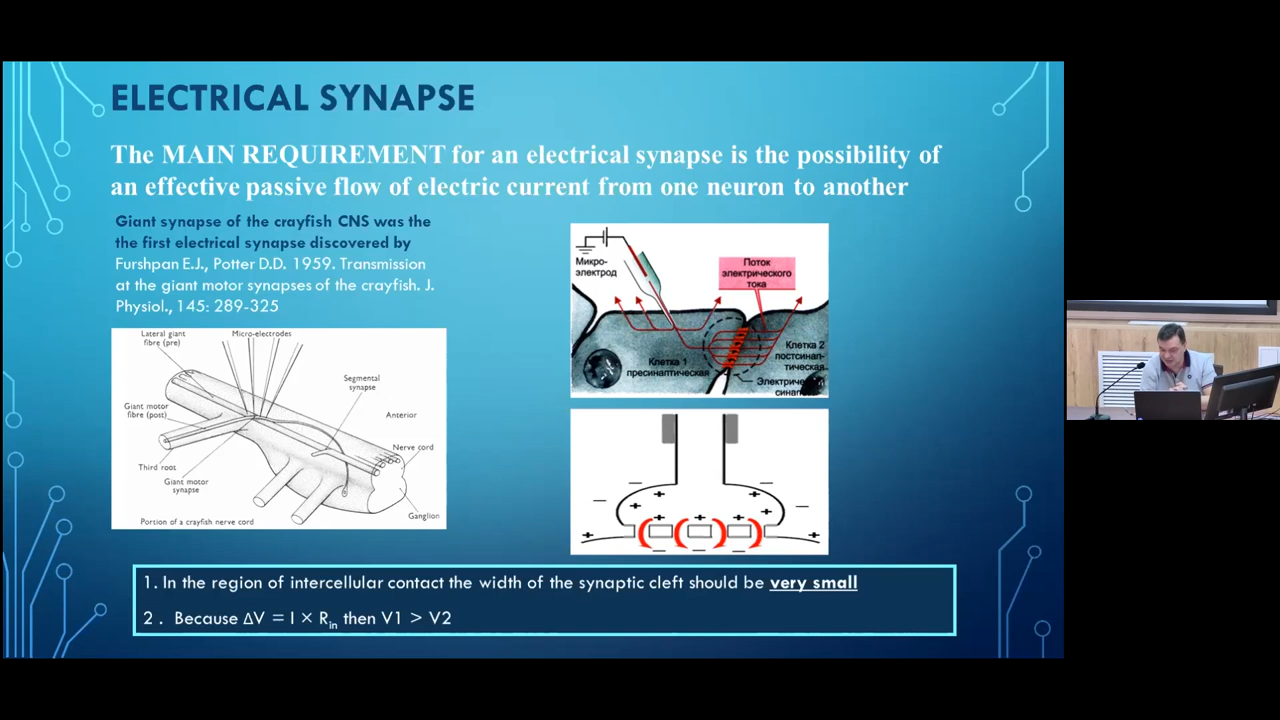 ELECTRICAL SYNAPSE
The MAIN REQUIREMENT for an electrical synapse is the possibility of
an effective passive flow of electric current from one neuron to another
Giant synapse of the crayfish CNS was the
the first electrical synapse discovered by
Furshpan E.J., Potter D.D. 1959. Transmission
at the giant motor synapses of the crayfish. J.
Physiol., 145: 289-325
Lateral giant
fibre (pre)
Micro-electrodes
Segmental
synapse
Giant motor
fibre (post)
Anterior
Nerve cord
Third root
Giant motor
synapse
Ganglion
Portion of a crayfish nerve cord
Микро-
электрод
Поток
электрического
тока
Клетка 1
пресинаптическая
Клетка 2
постсинап-
тическая
1. In the region of intercellular contact the width of the synaptic cleft should be very small
2 . Because ΔV = I × Rin then V1 > V2